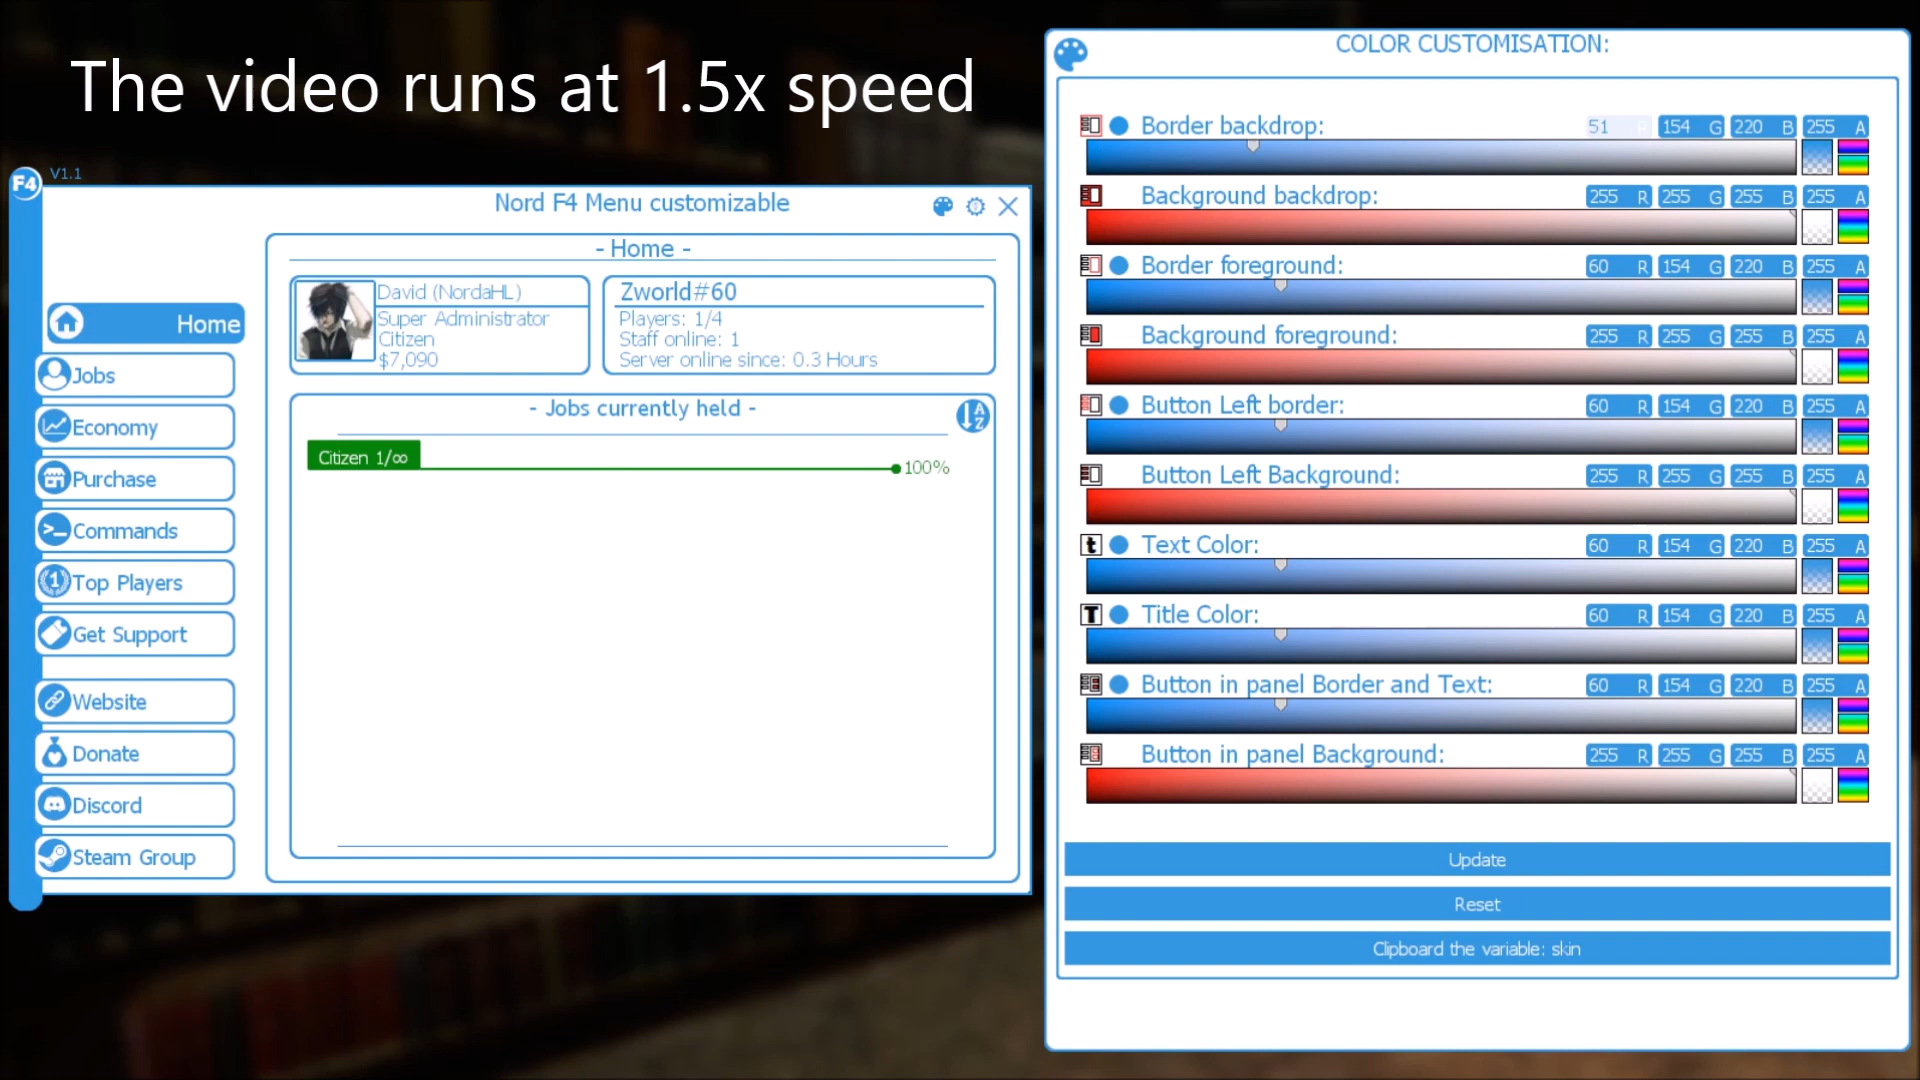 The video runs at 1.5x speed
F4
V1.1
Nord F4 Menu customizable
Home
Jobs
Economy
Purchase
Commands
1
Top Players
Get Support
Website
Donate
Discord
Steam Group
- Home -
David (NordaHL)
Super Administrator
Citizen
$7,090
Zworld#60
Players: 1/4
Staff online: 1
Server online since: 0.3 Hours
- Jobs currently held -
A
Z
Citizen 1/∞
100%
COLOR CUSTOMISATION:
Border backdrop: 51 R 154 G 220 B 255 A
Background backdrop: 255 R 255 G 255 B 255 A
Border foreground: 60 R 154 G 220 B 255 A
Background foreground: 255 R 255 G 255 B 255 A
Button Left border: 60 R 154 G 220 B 255 A
Button Left Background: 255 R 255 G 255 B 255 A
t Text Color: 60 R 154 G 220 B 255 A
T Title Color: 60 R 154 G 220 B 255 A
Button in panel Border and Text: 60 R 154 G 220 B 255 A
Button in panel Background: 255 R 255 G 255 B 255 A
Update
Reset
Clipboard the variable: skin